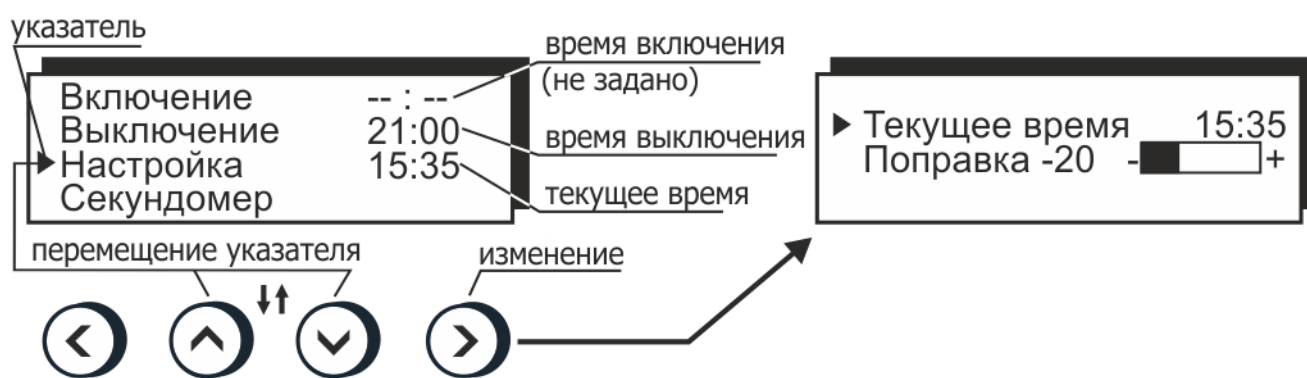 указатель
время включения
(не задано)
Включение -- : --
Выключение 21:00
Настройка 15:35
Секундомер
время выключения
текущее время
Текущее время 15:35
Поправка -20 - +
перемещение указателя
изменение